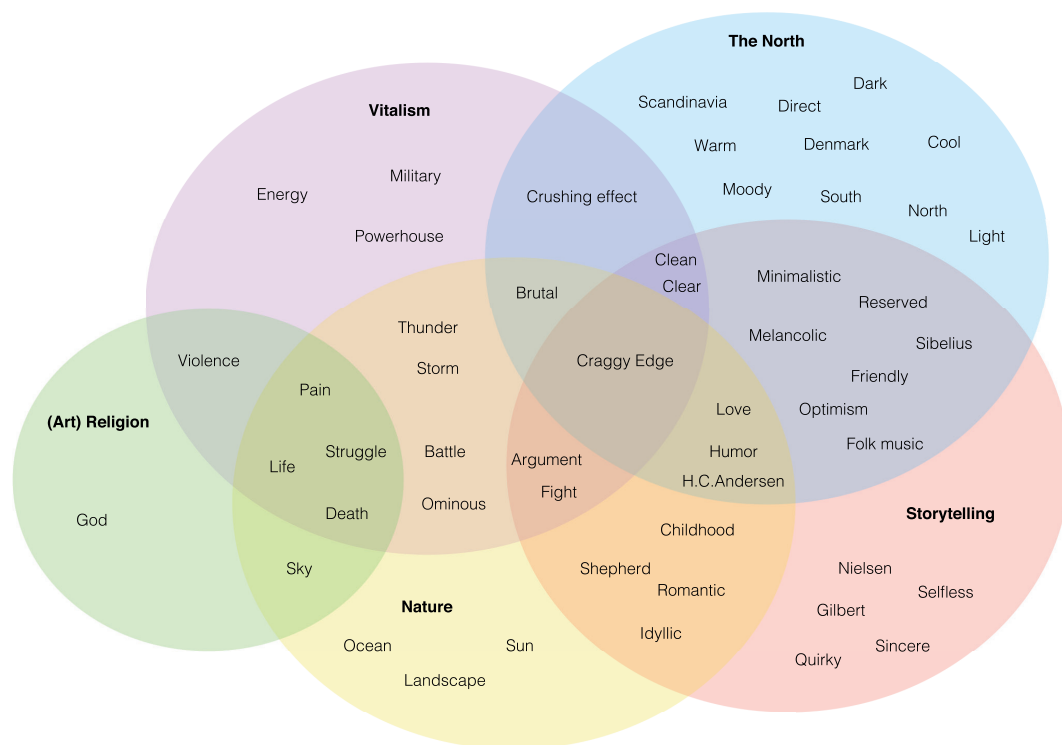 The North
Dark
Scandinavia
Direct
Vitalism
Warm
Denmark
Cool
Military
Energy
Crushing effect
Moody
South
North
Powerhouse
Light
Clean
Minimalistic
Clear
Brutal
Reserved
Thunder
Melancolic
Sibelius
Violence
Storm
Craggy Edge
Friendly
Pain
Love
Optimism
(Art) Religion
Folk music
Struggle
Battle
Humor
Life
Argument
H.C.Andersen
Fight
Ominous
God
Death
Storytelling
Childhood
Sky
Shepherd
Nielsen
Romantic
Selfless
Nature
Gilbert
Idyllic
Ocean
Sun
Sincere
Quirky
Landscape